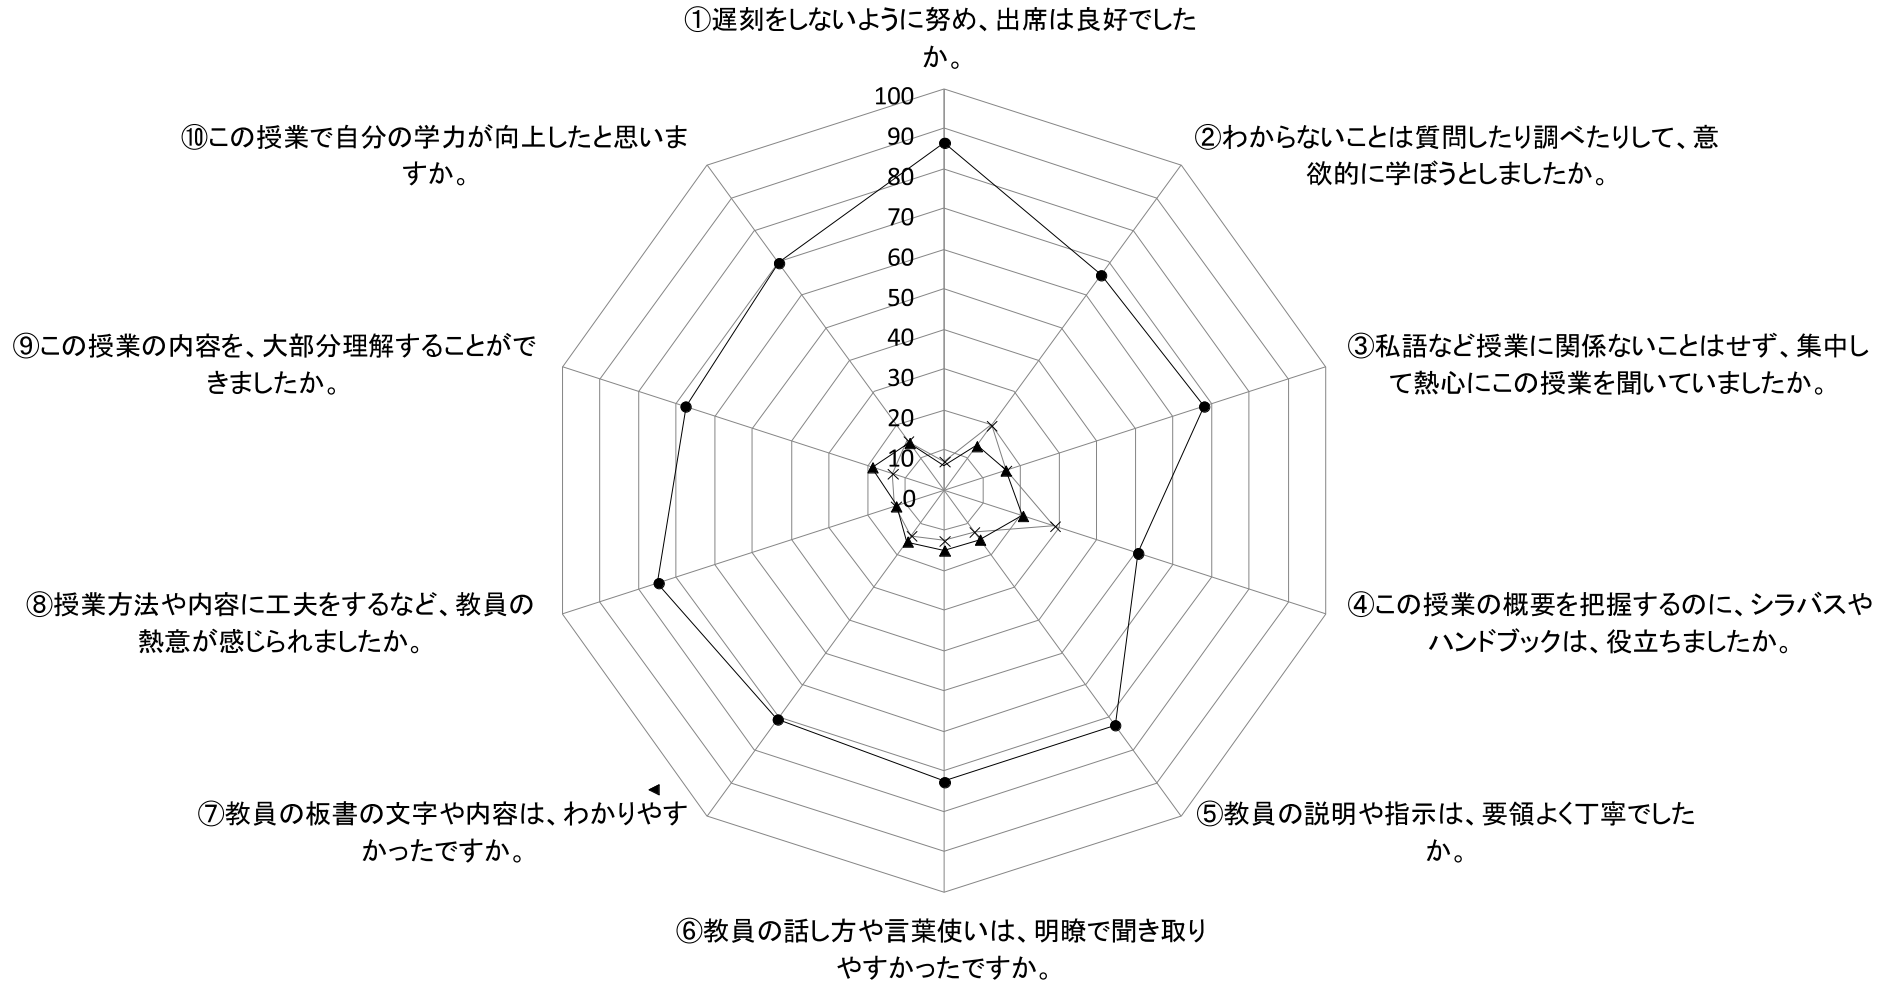 ①遅刻をしないように努め、出席は良好でした
か。
②わからないことは質問したり調べたりして、意
欲的に学ぼうとしましたか。
③私語など授業に関係ないことはせず、集中し
て熱心にこの授業を聞いていましたか。
④この授業の概要を把握するのに、シラバスや
ハンドブックは、役立ちましたか。
⑤教員の説明や指示は、要領よく丁寧でした
か。
⑥教員の話し方や言葉使いは、明瞭で聞き取り
やすかったですか。
⑦教員の板書の文字や内容は、わかりやす
かったですか。
⑧授業方法や内容に工夫をするなど、教員の
熱意が感じられましたか。
⑨この授業の内容を、大部分理解することがで
きましたか。
⑩この授業で自分の学力が向上したと思いま
すか。
100
90
80
70
60
50
40
30
20
10
0